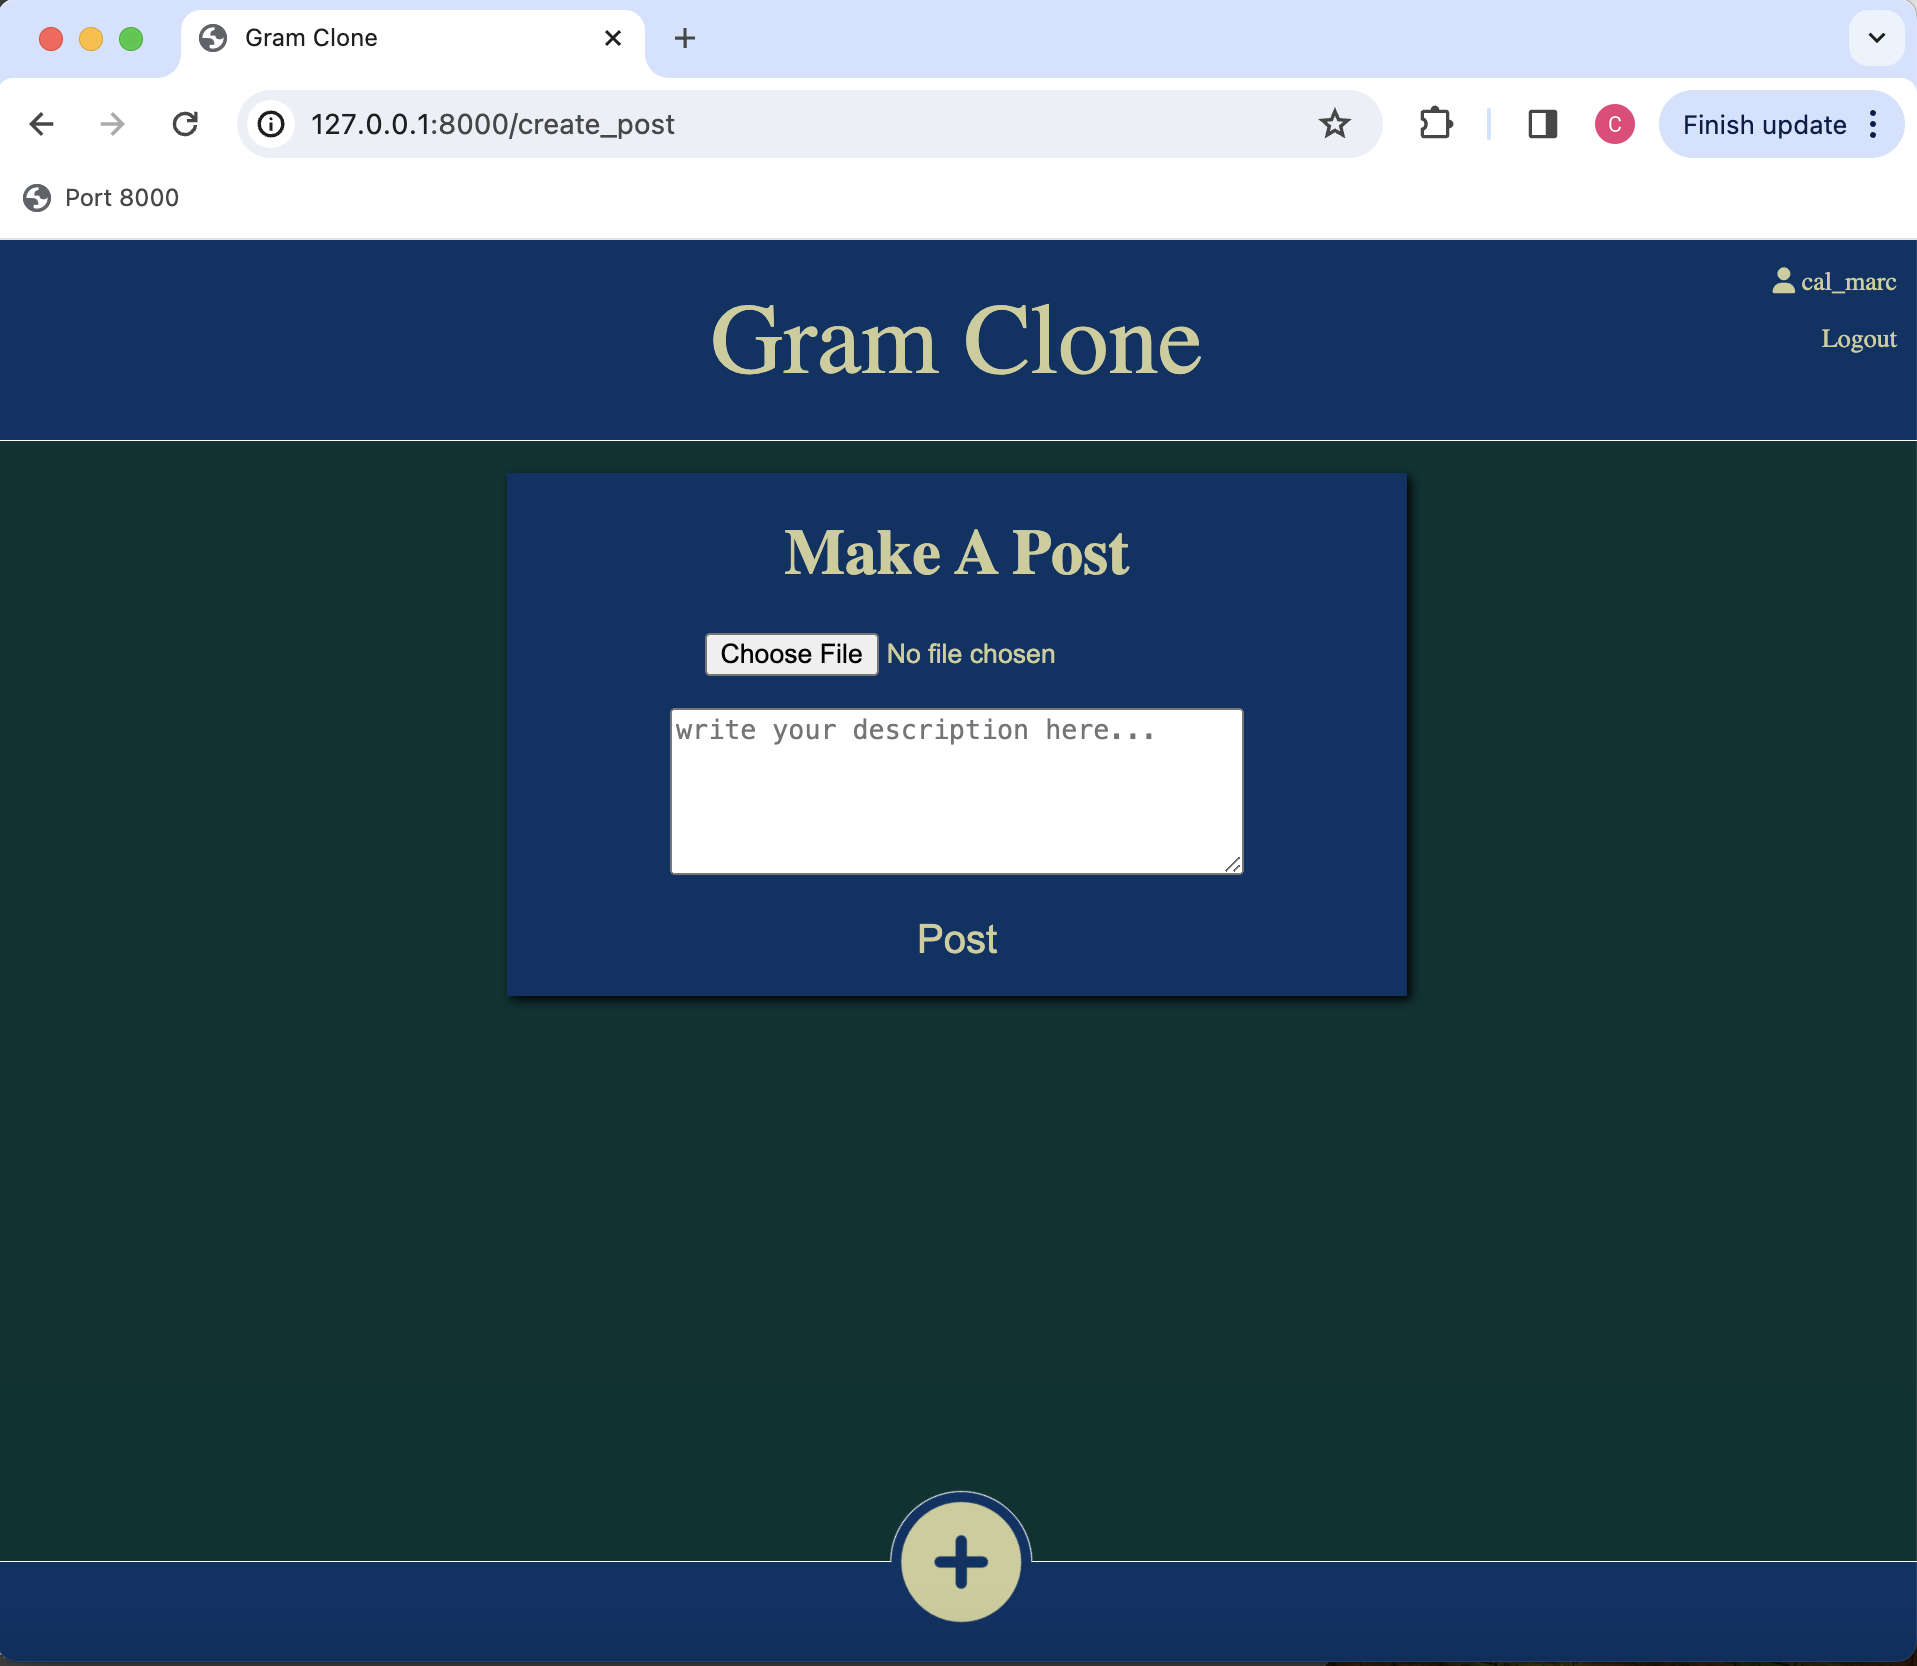 Gram Clone
127.0.0.1:8000/create_post
C
Finish update
Port 8000
cal_marc
Gram Clone
Logout
Make A Post
Choose File No file chosen
write your description here...
Post